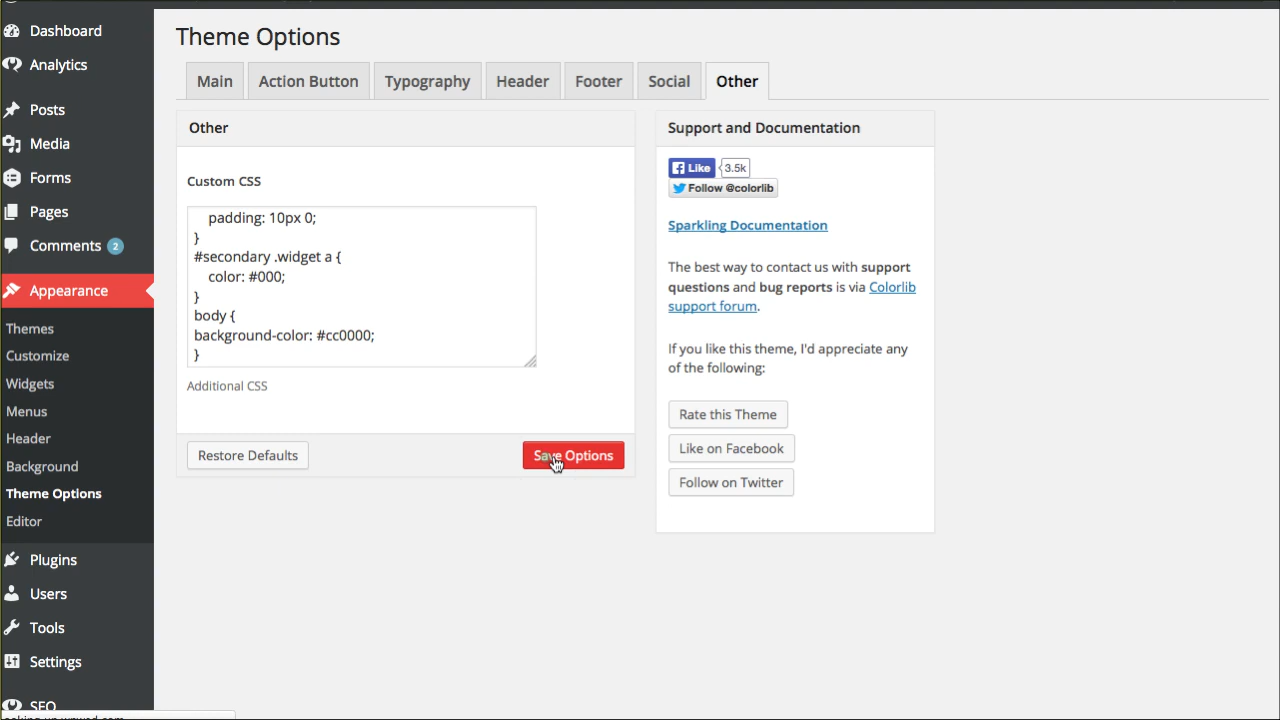 Dashboard
Analytics
Posts
Media
Forms
Pages
Comments 2
Appearance
Themes
Customize
Widgets
Menus
Header
Background
Theme Options
Editor
Plugins
Users
Tools
Settings
SEO
Theme Options
Main
Action Button
Typography
Header
Footer
Social
Other
Other
Custom CSS
padding: 10px 0;
}
#secondary .widget a {
color: #000;
}
body {
background-color: #cc0000;
}
Additional CSS
Restore Defaults
Save Options
Support and Documentation
Like 3.5k
Follow @colorlib
Sparkling Documentation
The best way to contact us with support
questions and bug reports is via Colorlib
support forum.
If you like this theme, I'd appreciate any
of the following:
Rate this Theme
Like on Facebook
Follow on Twitter